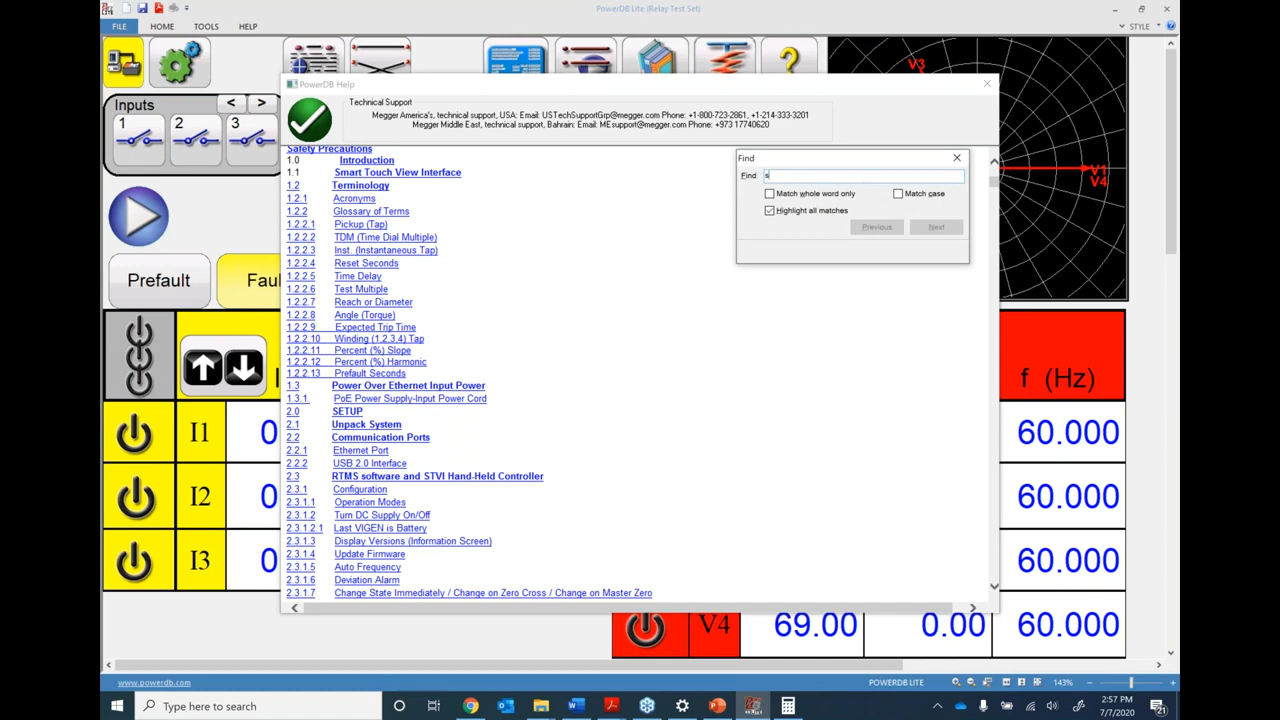 PowerDB Lite (Relay Test Set)
FILE HOME TOOLS HELP STYLE
Inputs < >
1 2 3
V3
V1
V4
PowerDB Help
Technical Support
Megger America's, technical support, USA: Email: USTechSupportGrp@megger.com Phone: +1-800-723-2861, +1-214-333-3201
Megger Middle East, technical support, Bahrain: Email: MEsupport@megger.com Phone: +973 17740620
Safety Precautions
1.0 Introduction
1.1 Smart Touch View Interface
1.2 Terminology
1.2.1 Acronyms
1.2.2 Glossary of Terms
1.2.2.1 Pickup (Tap)
1.2.2.2 TDM (Time Dial Multiple)
1.2.2.3 Inst. (Instantaneous Tap)
1.2.2.4 Reset Seconds
1.2.2.5 Time Delay
1.2.2.6 Test Multiple
1.2.2.7 Reach or Diameter
1.2.2.8 Angle (Torque)
1.2.2.9 Expected Trip Time
1.2.2.10 Winding (1,2,3,4) Tap
1.2.2.11 Percent (%) Slope
1.2.2.12 Percent (%) Harmonic
1.2.2.13 Prefault Seconds
1.3 Power Over Ethernet Input Power
1.3.1. PoE Power Supply-Input Power Cord
2.0 SETUP
2.1 Unpack System
2.2 Communication Ports
2.2.1 Ethernet Port
2.2.2 USB 2.0 Interface
2.3 RTMS software and STVI Hand-Held Controller
2.3.1 Configuration
2.3.1.1 Operation Modes
2.3.1.2 Turn DC Supply On/Off
2.3.1.2.1 Last VIGEN is Battery
2.3.1.3 Display Versions (Information Screen)
2.3.1.4 Update Firmware
2.3.1.5 Auto Frequency
2.3.1.6 Deviation Alarm
2.3.1.7 Change State Immediately / Change on Zero Cross / Change on Master Zero
Find
Find: s
Match whole word only Match case
Highlight all matches
Previous Next
Prefault Fau
f (Hz)
I1 0 60.000
I2 0 60.000
I3 0 60.000
V4 69.00 0.00 60.000
www.powerdb.com POWERDB LITE 143%
Type here to search
2:57 PM
7/7/2020
21